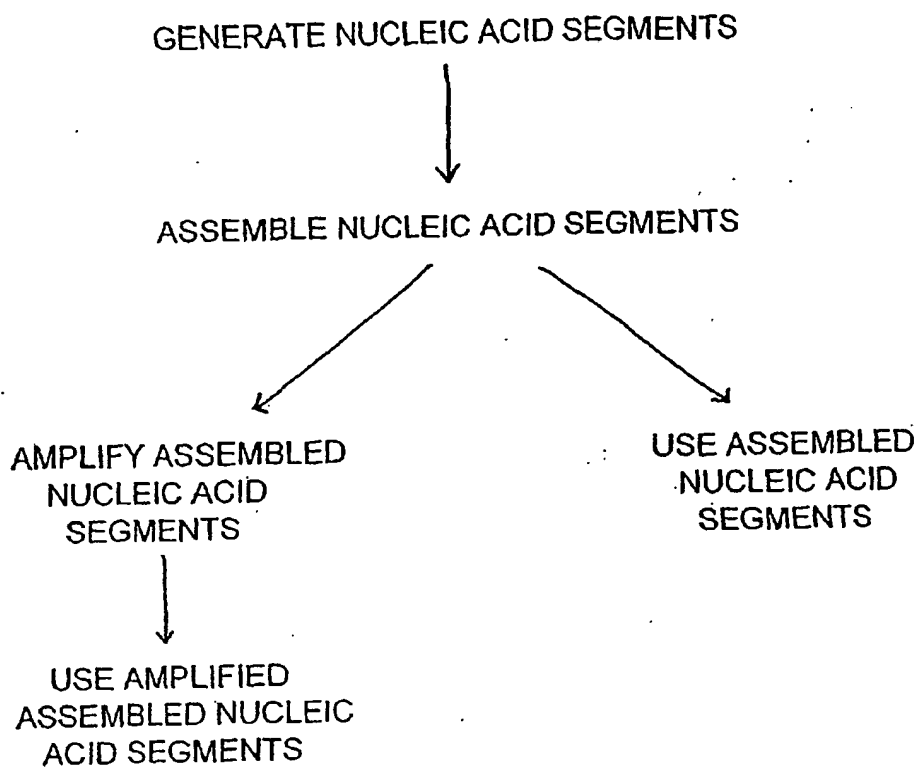 GENERATE NUCLEIC ACID SEGMENTS
ASSEMBLE NUCLEIC ACID SEGMENTS
AMPLIFY ASSEMBLED
NUCLEIC ACID
SEGMENTS
USE ASSEMBLED
NUCLEIC ACID
SEGMENTS
USE AMPLIFIED
ASSEMBLED NUCLEIC
ACID SEGMENTS